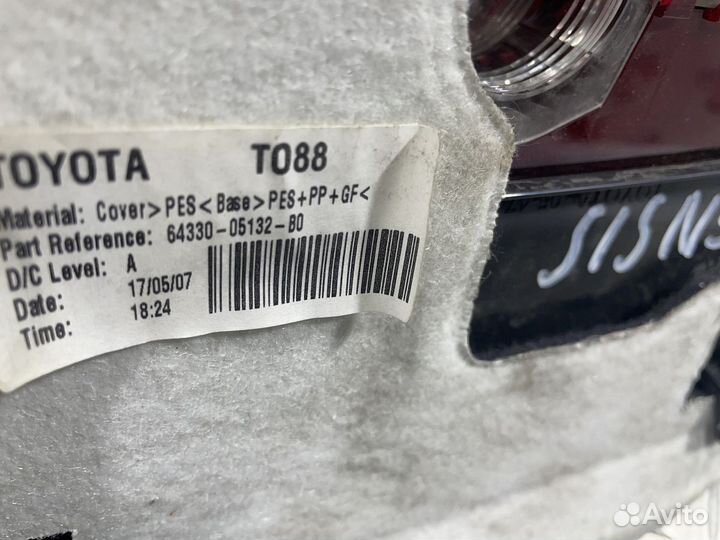 TOYOTA T088
Material: Cover>PES<Base>PES+PP+GF<
Part Reference: 64330-05132-B0
D/C Level: A
Date: 17/05/07
Time: 18:24
Avito